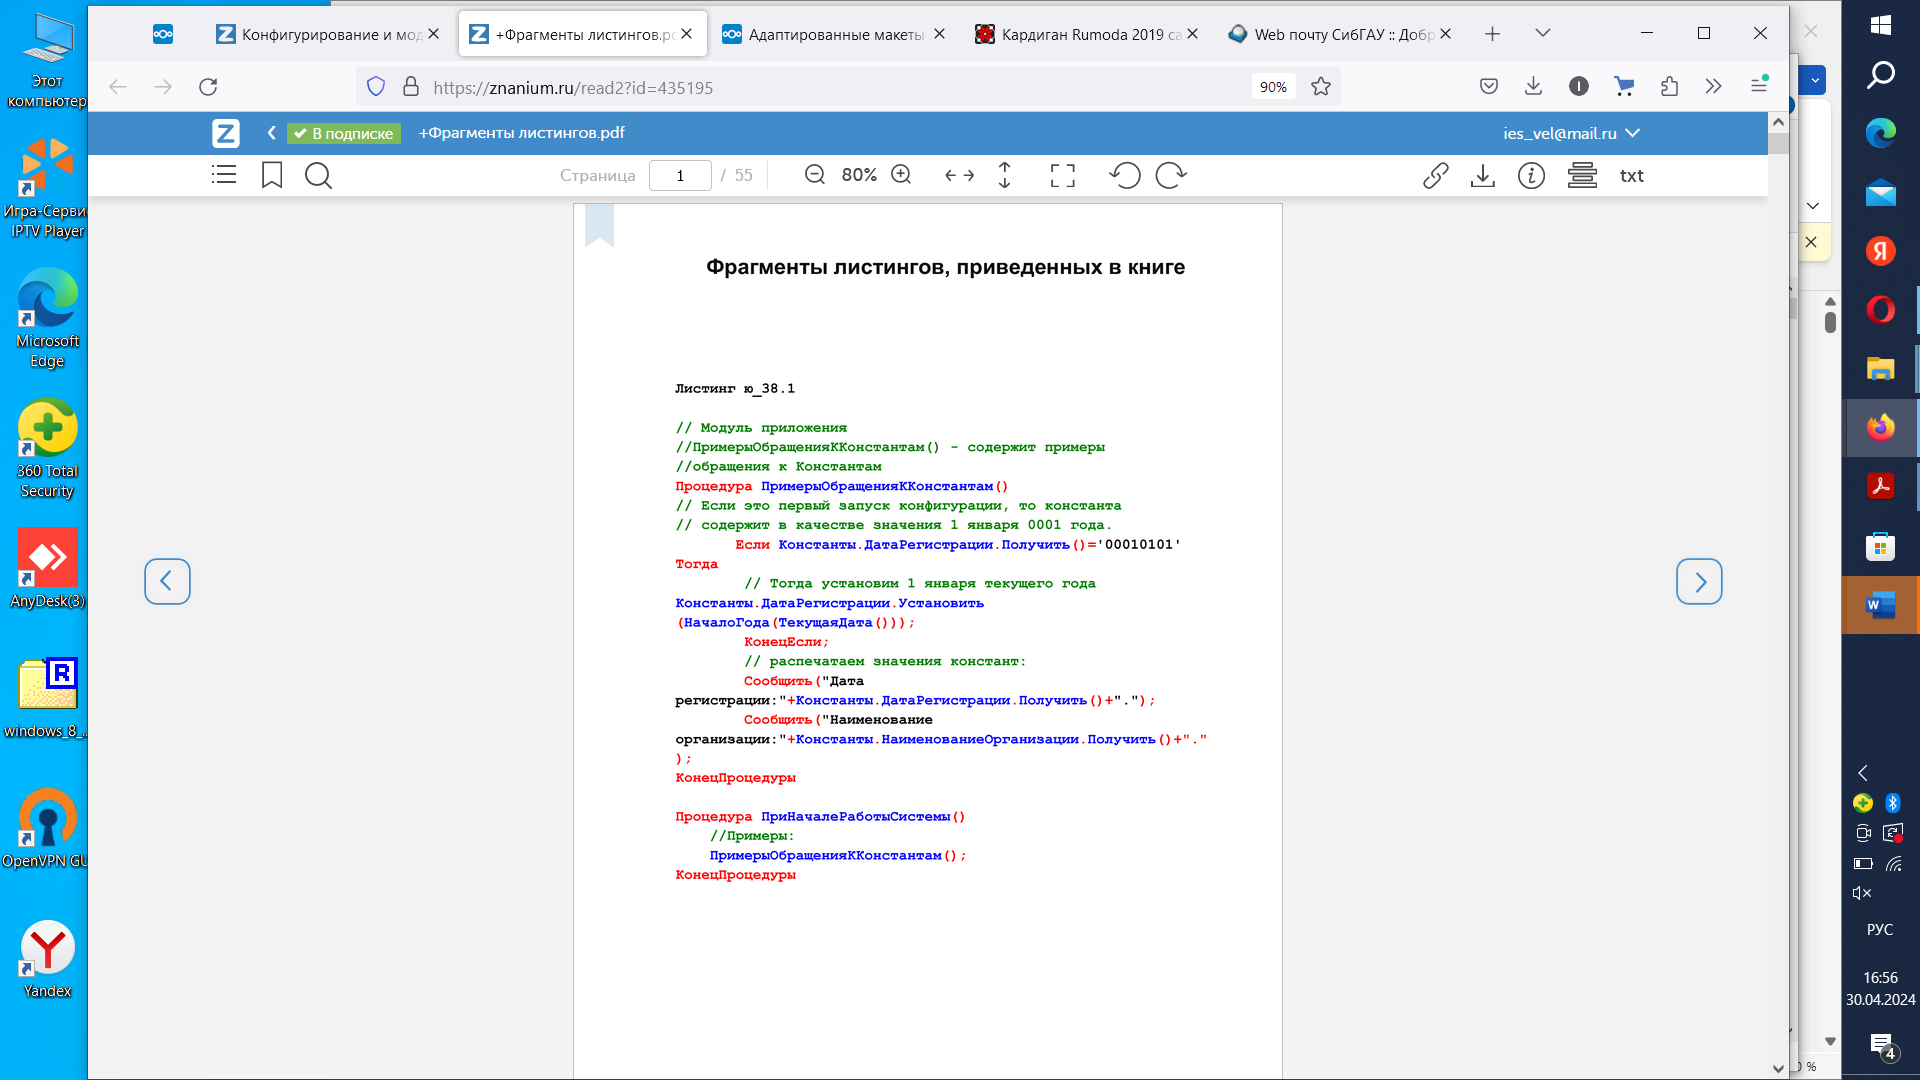 Этот
компьютер
Игра-Серви
IPTV Player
Microsoft
Edge
360 Total
Security
AnyDesk(3)
R
windows_8_...
OpenVPN GU
Yandex
Конфигурирование и мод
+Фрагменты листингов.pd
Адаптированные макеты
Кардиган Rumoda 2019 са
Web почту СибГАУ :: Добр
https://znanium.ru/read2?id=435195
90%
В подписке
+Фрагменты листингов.pdf
ies_vel@mail.ru
Страница 1 / 55
80%
txt
Фрагменты листингов, приведенных в книге
Листинг ю_38.1
// Модуль приложения
//ПримерыОбращенияККонстантам() - содержит примеры
//обращения к Константам
Процедура ПримерыОбращенияККонстантам()
// Если это первый запуск конфигурации, то константа
// содержит в качестве значения 1 января 0001 года.
Если Константы.ДатаРегистрации.Получить()='00010101'
Тогда
// Тогда установим 1 января текущего года
Константы.ДатаРегистрации.Установить
(НачалоГода(ТекущаяДата()));
КонецЕсли;
// распечатаем значения констант:
Сообщить("Дата
регистрации:"+Константы.ДатаРегистрации.Получить()+".");
Сообщить("Наименование
организации:"+Константы.НаименованиеОрганизации.Получить()+"."
);
КонецПроцедуры
Процедура ПриНачалеРаботыСистемы()
//Примеры:
ПримерыОбращенияККонстантам();
КонецПроцедуры
РУС
16:56
30.04.2024
4